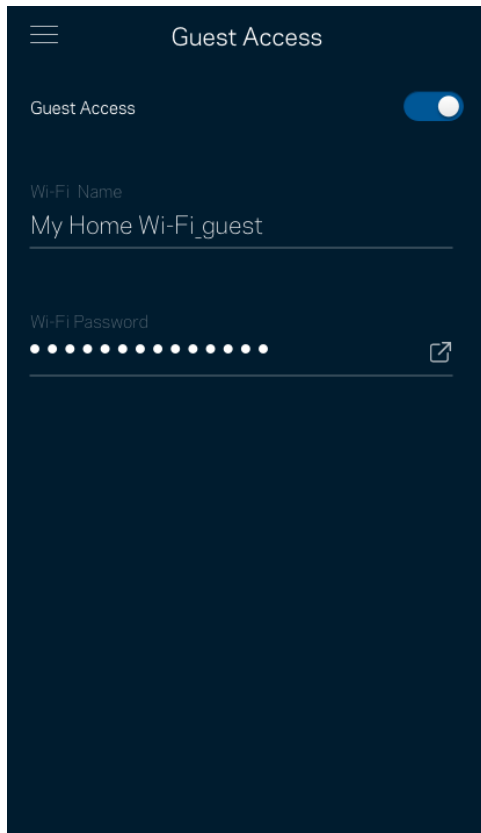 Guest Access
Guest Access
Wi-Fi Name
My Home Wi-Fi_guest
Wi-Fi Password
••••••••••••••